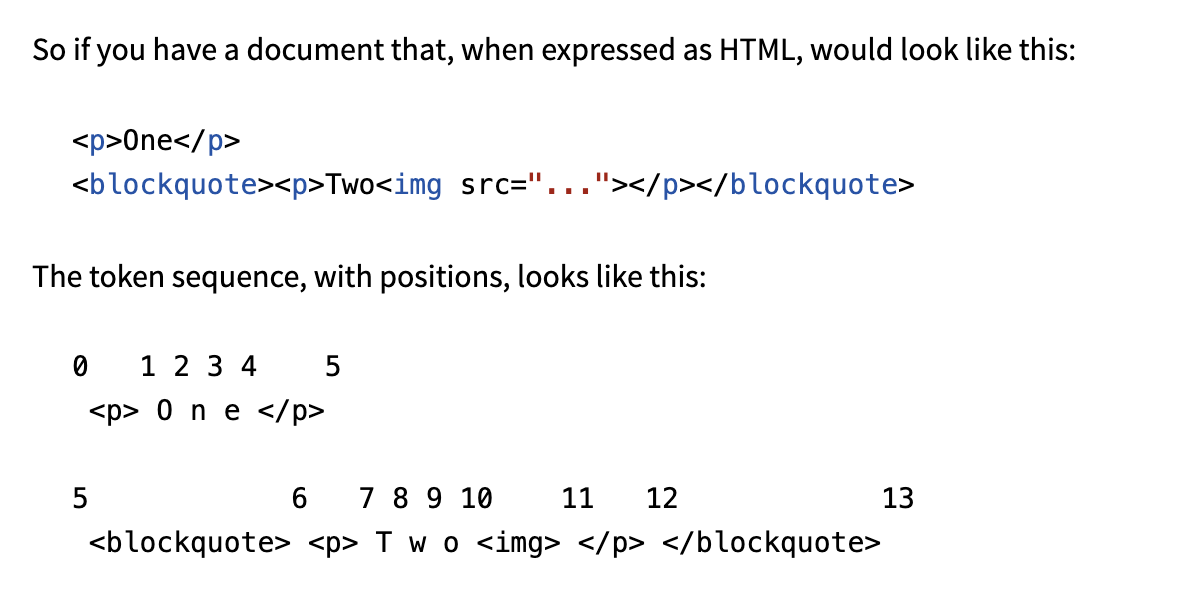 So if you have a document that, when expressed as HTML, would look like this:
<p>One</p>
<blockquote><p>Two<img src="..."></p></blockquote>
The token sequence, with positions, looks like this:
0   1 2 3 4    5
 <p> O n e </p>
5            6   7 8 9 10    11   12            13
 <blockquote> <p> T w o <img> </p> </blockquote>